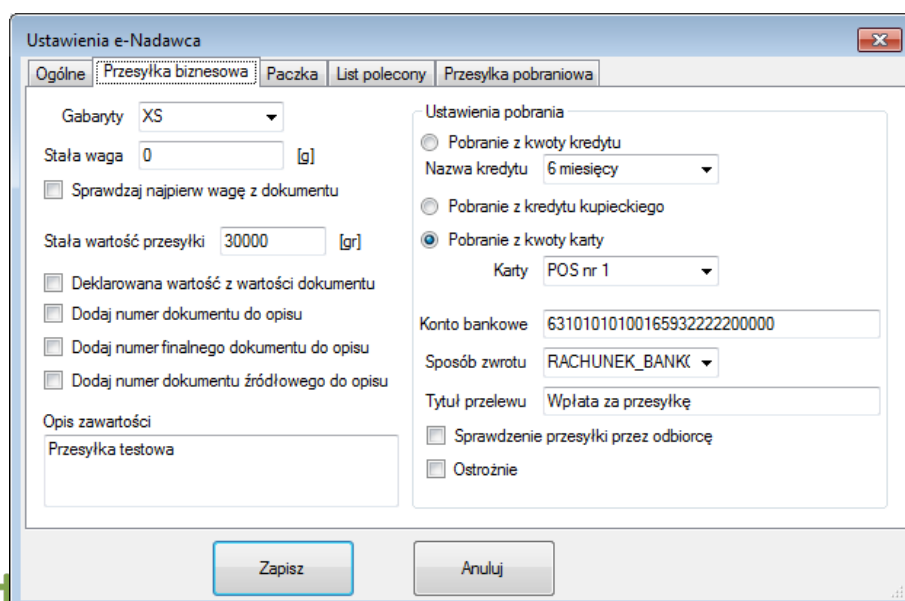 Ustawienia e-Nadawca
Ogólne Przesyłka biznesowa Paczka List polecony Przesylka pobraniowa
Gabaryty XS
Stała waga 0 [g]
Sprawdzaj najpierw wagę z dokumentu
Stała wartość przesyłki 30000 [gr]
Deklarowana wartość z wartości dokumentu
Dodaj numer dokumentu do opisu
Dodaj numer finalnego dokumentu do opisu
Dodaj numer dokumentu źródłowego do opisu
Opis zawartości
Przesyłka testowa
Ustawienia pobrania
Pobranie z kwoty kredytu
Nazwa kredytu 6 miesięcy
Pobranie z kredytu kupieckiego
Pobranie z kwoty karty
Karty POS nr 1
Konto bankowe 63101010100165932222200000
Sposób zwrotu RACHUNEK_BANK(
Tytuł przelewu Wpłata za przesyłkę
Sprawdzenie przesyłki przez odbiorcę
Ostrożnie
Zapisz Anuluj